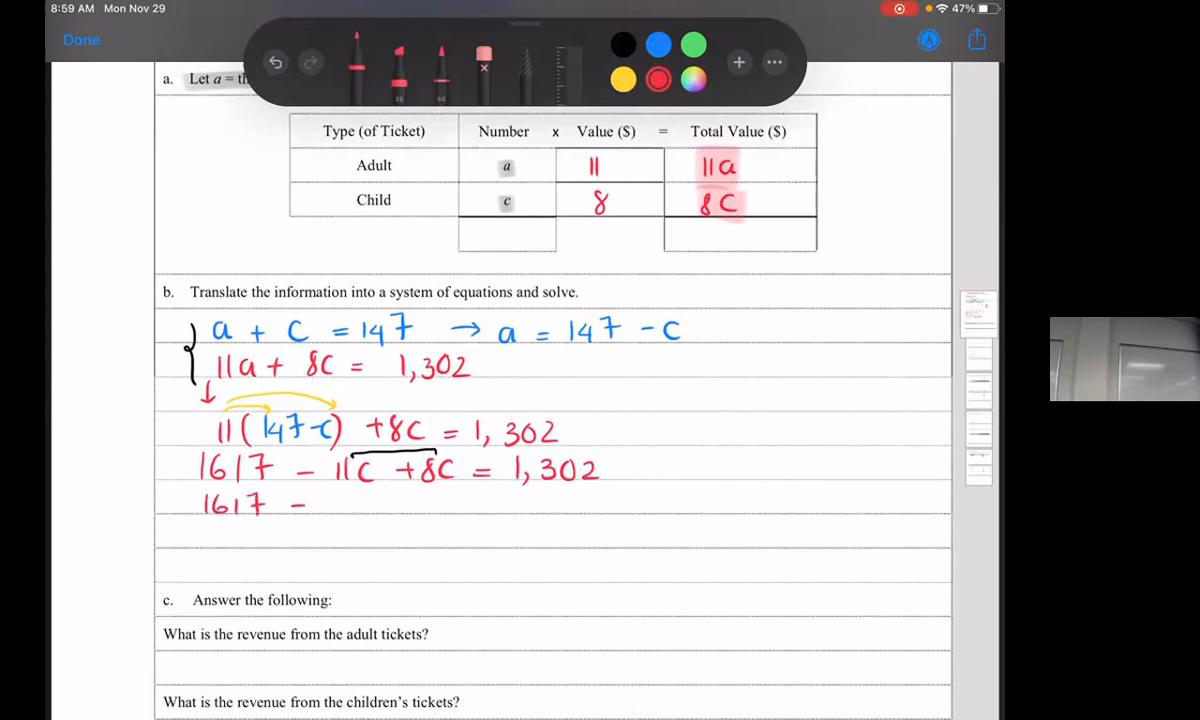 8:59 AM Mon Nov 29
47%
Done
a. Let a = th
Type (of Ticket) Number x Value ($) = Total Value ($)
Adult a 11 11a
Child c 8 8C
b. Translate the information into a system of equations and solve.
a + c = 147 → a = 147 - c
11a + 8c = 1,302
11(147-c) + 8c = 1,302
1617 - 11c + 8c = 1,302
1617 -
c. Answer the following:
What is the revenue from the adult tickets?
What is the revenue from the children's tickets?